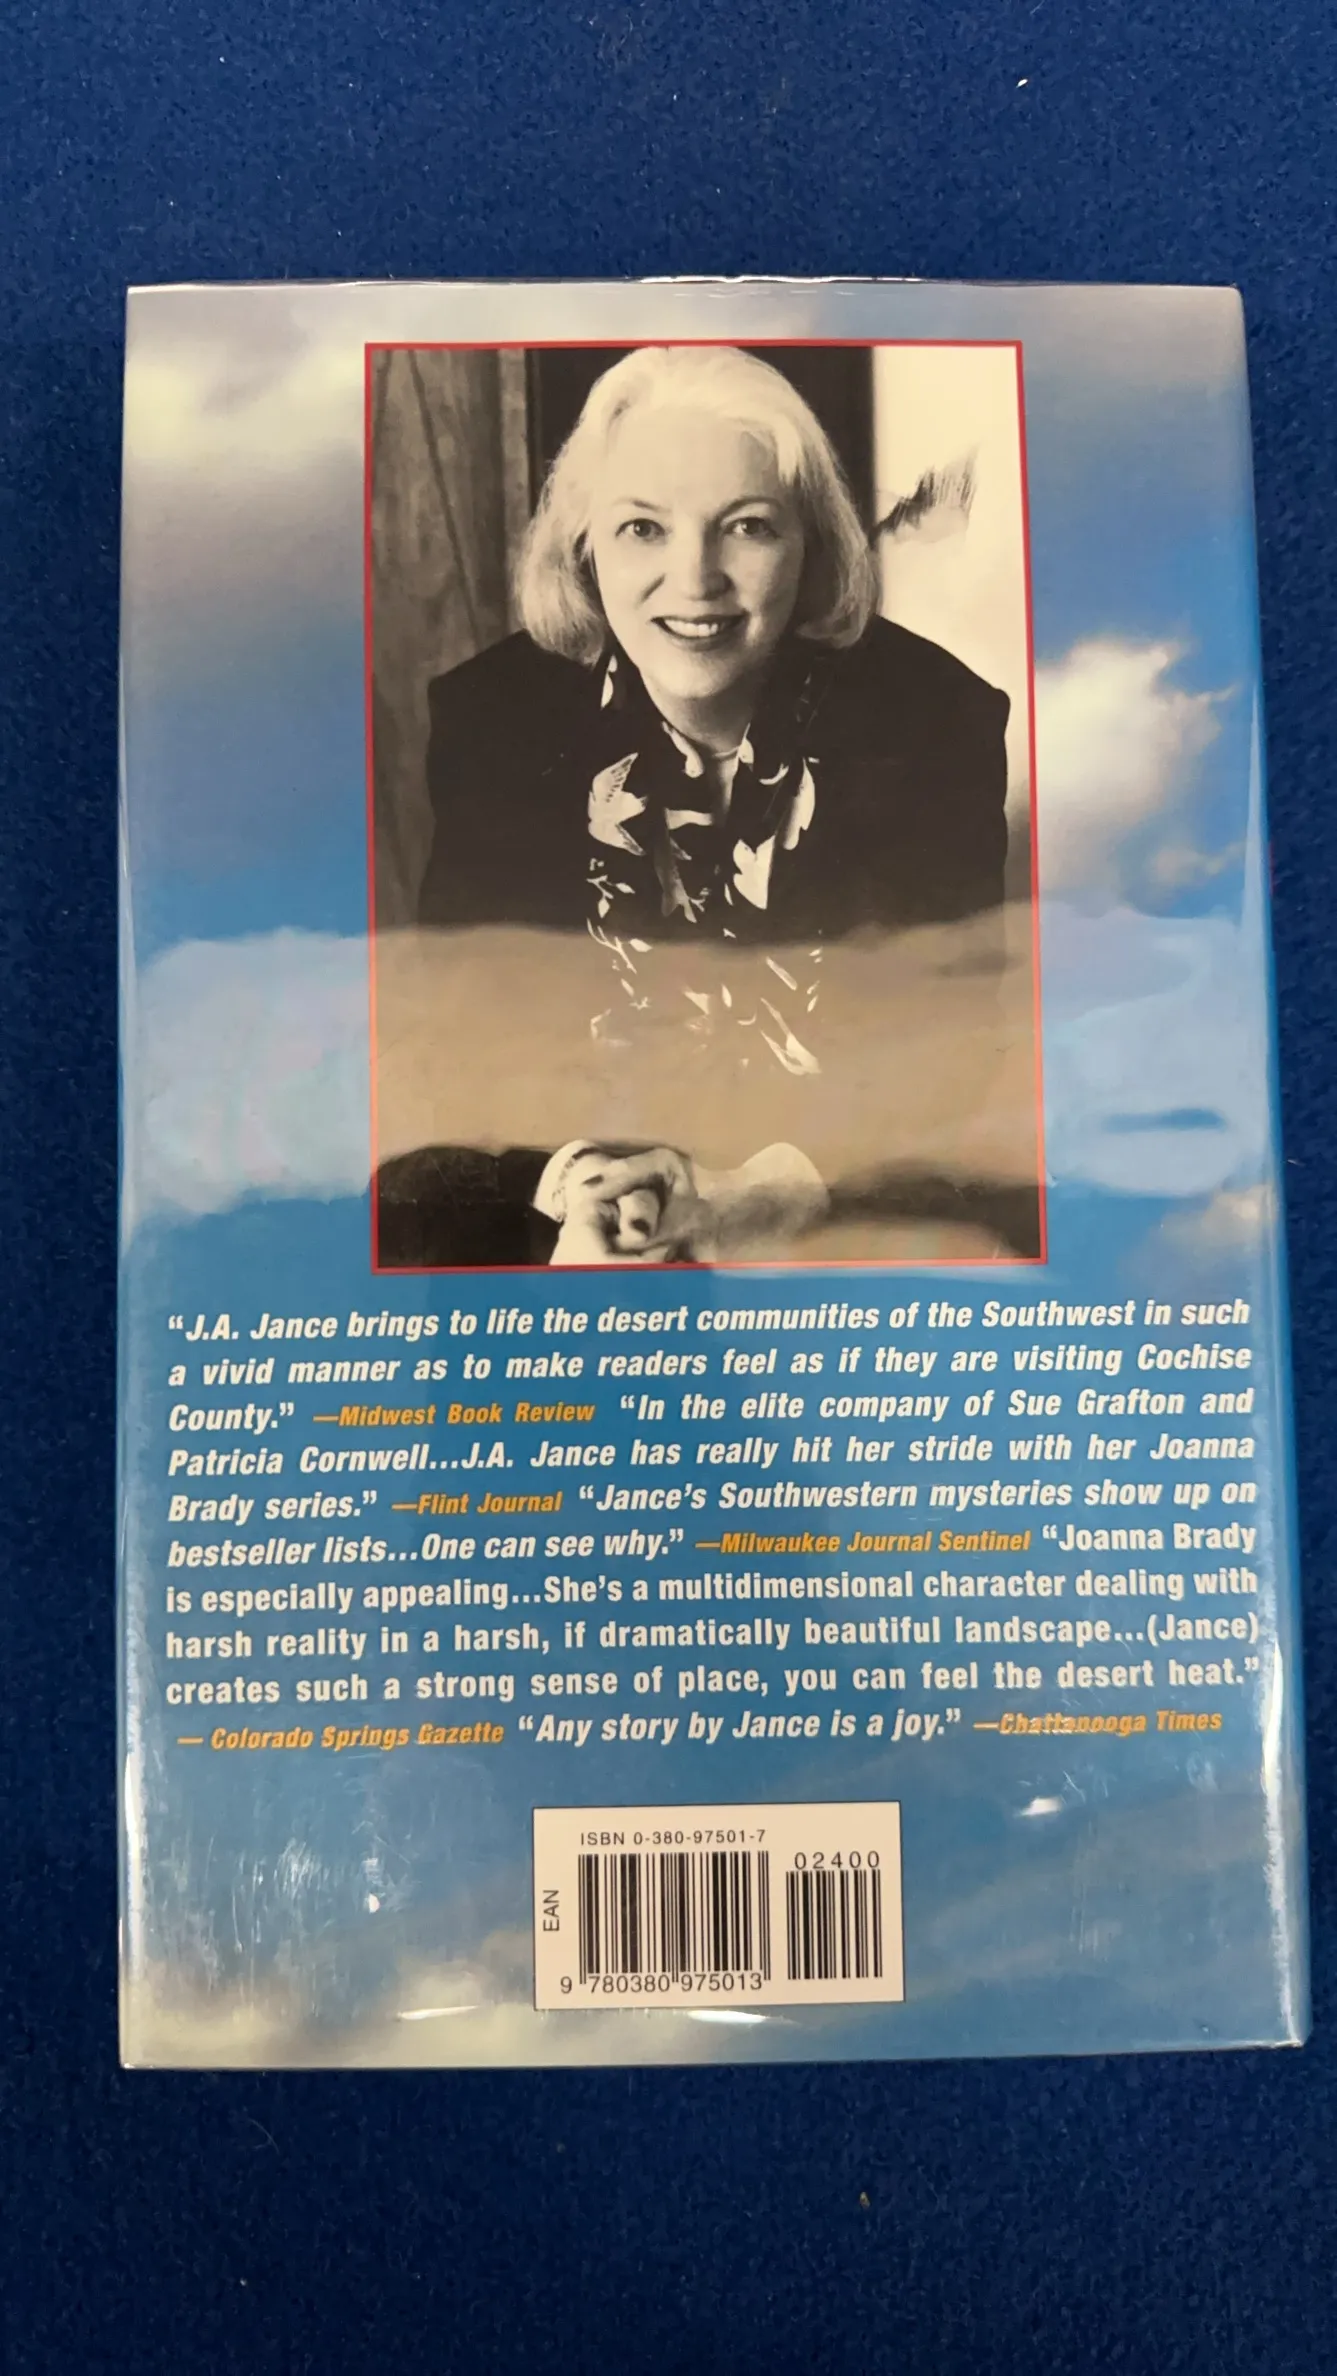 “J.A. Jance brings to life the desert communities of the Southwest in such
a vivid manner as to make readers feel as if they are visiting Cochise
County.” —Midwest Book Review “In the elite company of Sue Grafton and
Patricia Cornwell...J.A. Jance has really hit her stride with her Joanna
Brady series.” —Flint Journal “Jance’s Southwestern mysteries show up on
bestseller lists...One can see why.” —Milwaukee Journal Sentinel “Joanna Brady
is especially appealing...She’s a multidimensional character dealing with
harsh reality in a harsh, if dramatically beautiful landscape...(Jance)
creates such a strong sense of place, you can feel the desert heat.”
— Colorado Springs Gazette “Any story by Jance is a joy.” —Chattanooga Times
ISBN 0-380-97501-7
02400
EAN
9 780380 975013